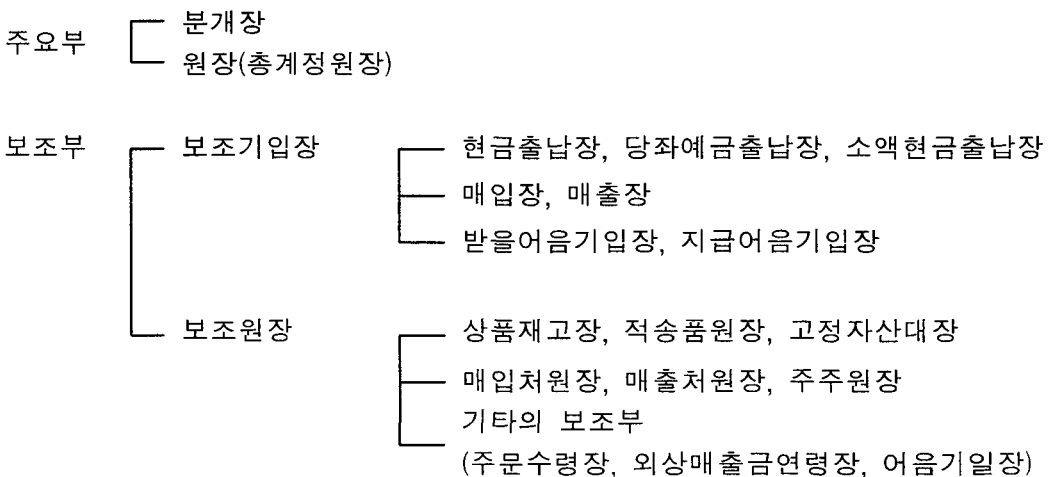 주요부
분개장
원장(총계정원장)
보조부
보조기입장
현금출납장, 당좌예금출납장, 소액현금출납장
매입장, 매출장
받을어음기입장, 지급어음기입장
보조원장
상품재고장, 적송품원장, 고정자산대장
매입처원장, 매출처원장, 주주원장
기타의 보조부
(주문수령장, 외상매출금연령장, 어음기일장)